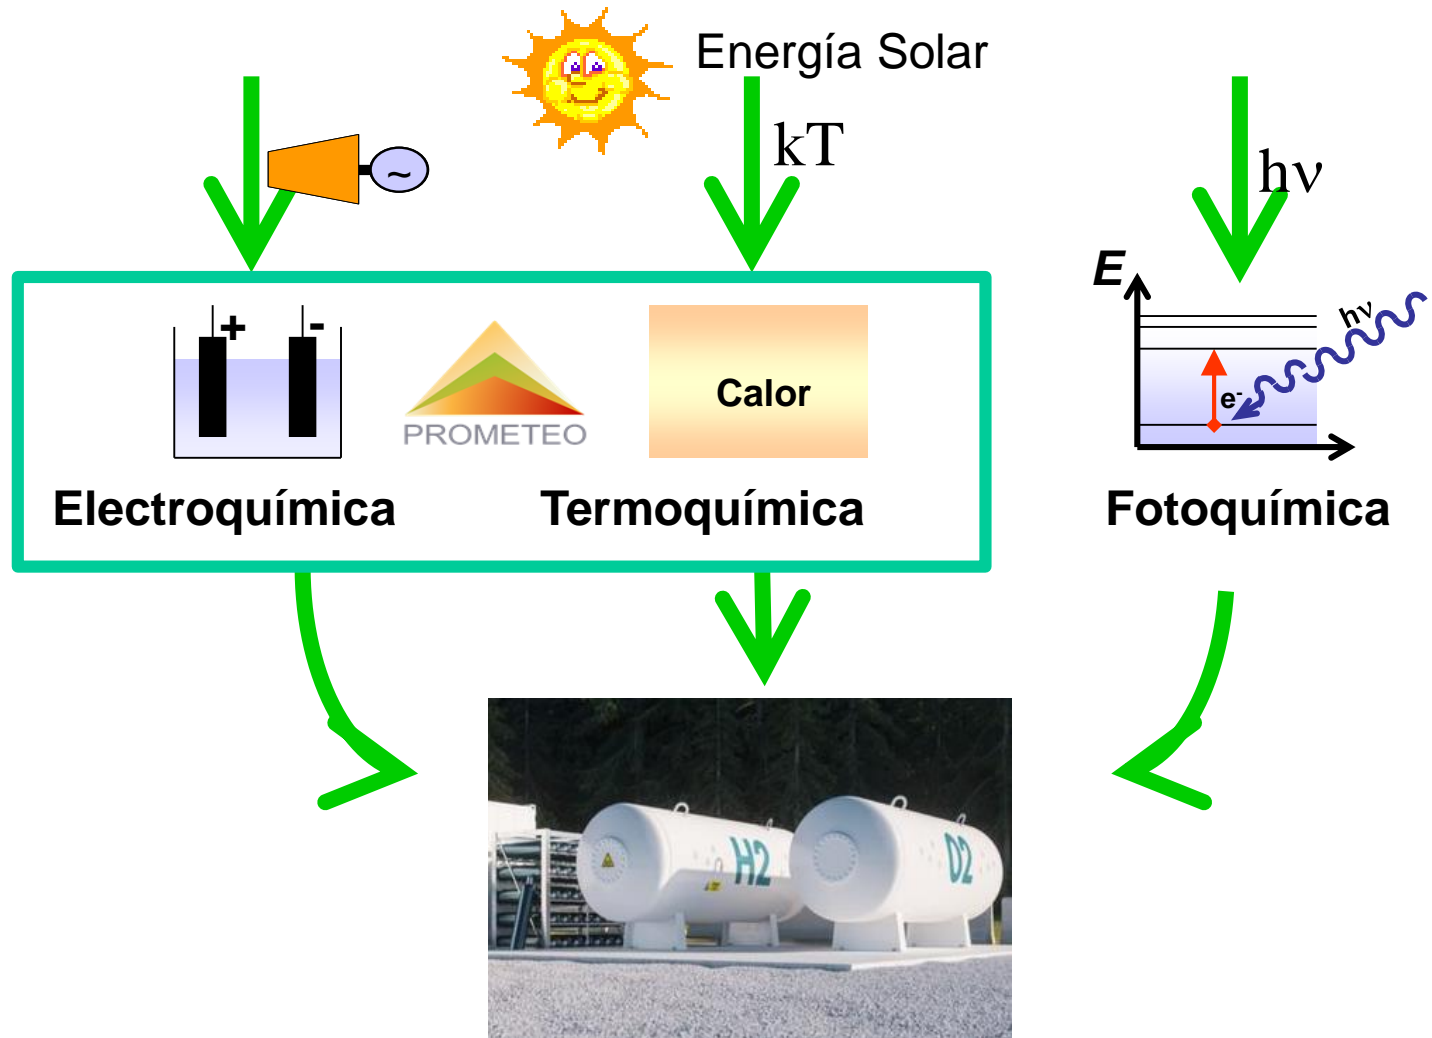 Energía Solar
~
kT
hν
E
hν
e-
+ -
PROMETEO
Calor
Electroquímica
Termoquímica
Fotoquímica
H2
O2